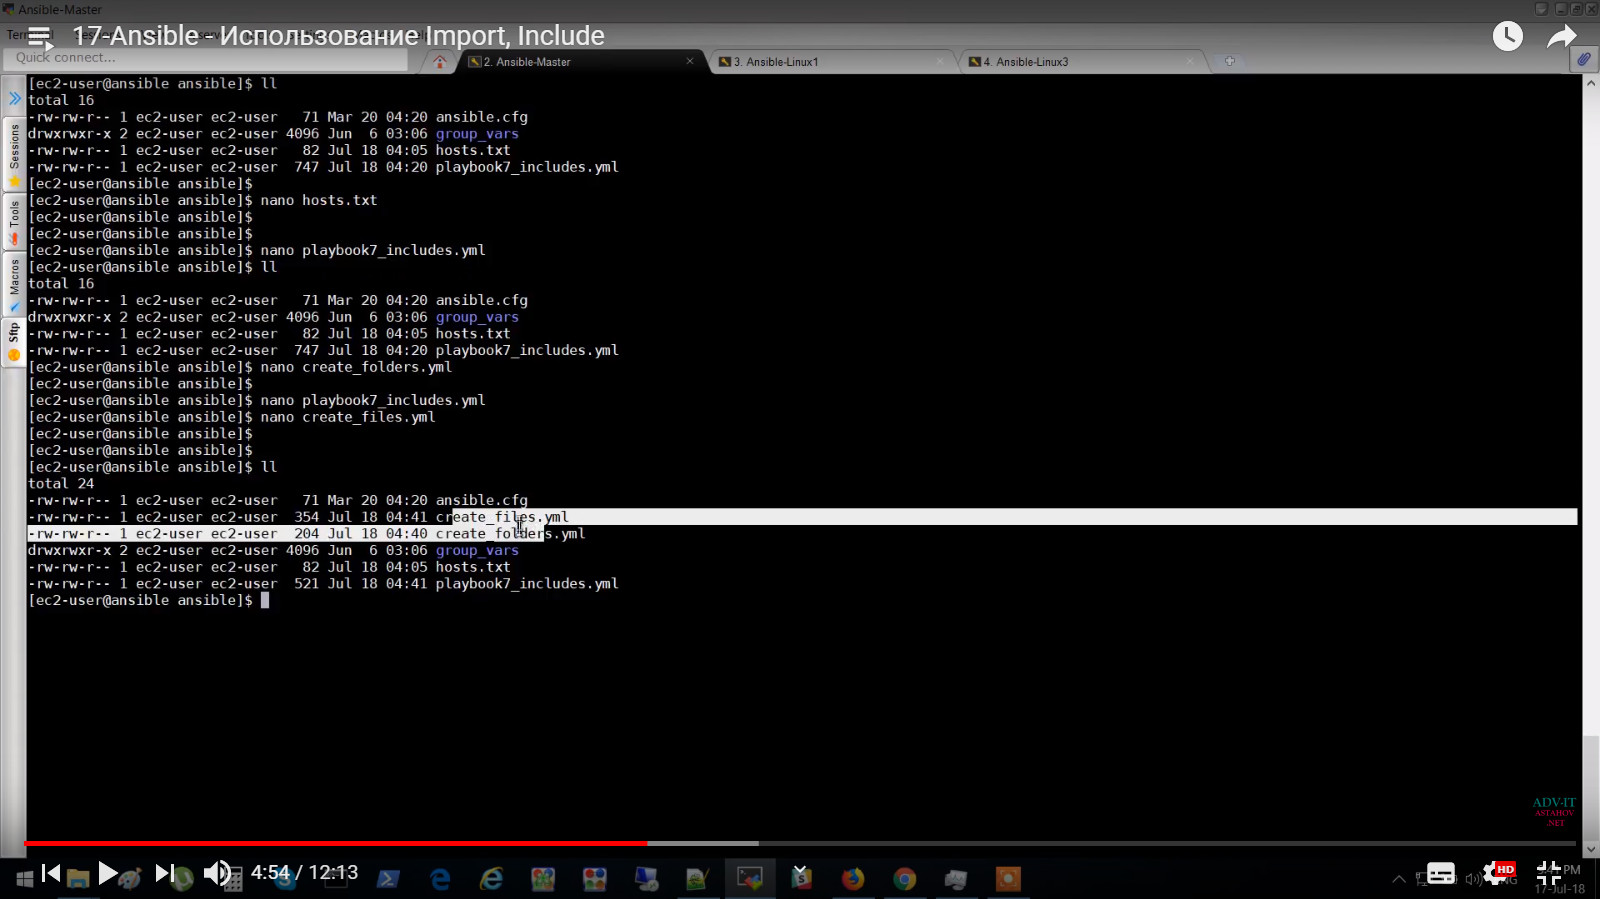 Ansible-Master
17-Ansible - Использование Import, Include
Quick connect...
2. Ansible-Master
3. Ansible-Linux1
4. Ansible-Linux3
Sessions
Tools
Macros
Sftp
[ec2-user@ansible ansible]$ ll
total 16
-rw-rw-r-- 1 ec2-user ec2-user   71 Mar 20 04:20 ansible.cfg
drwxrwxr-x 2 ec2-user ec2-user 4096 Jun  6 03:06 group_vars
-rw-rw-r-- 1 ec2-user ec2-user   82 Jul 18 04:05 hosts.txt
-rw-rw-r-- 1 ec2-user ec2-user  747 Jul 18 04:20 playbook7_includes.yml
[ec2-user@ansible ansible]$
[ec2-user@ansible ansible]$ nano hosts.txt
[ec2-user@ansible ansible]$
[ec2-user@ansible ansible]$
[ec2-user@ansible ansible]$ nano playbook7_includes.yml
[ec2-user@ansible ansible]$ ll
total 16
-rw-rw-r-- 1 ec2-user ec2-user   71 Mar 20 04:20 ansible.cfg
drwxrwxr-x 2 ec2-user ec2-user 4096 Jun  6 03:06 group_vars
-rw-rw-r-- 1 ec2-user ec2-user   82 Jul 18 04:05 hosts.txt
-rw-rw-r-- 1 ec2-user ec2-user  747 Jul 18 04:20 playbook7_includes.yml
[ec2-user@ansible ansible]$ nano create_folders.yml
[ec2-user@ansible ansible]$
[ec2-user@ansible ansible]$ nano playbook7_includes.yml
[ec2-user@ansible ansible]$ nano create_files.yml
[ec2-user@ansible ansible]$
[ec2-user@ansible ansible]$
[ec2-user@ansible ansible]$ ll
total 24
-rw-rw-r-- 1 ec2-user ec2-user   71 Mar 20 04:20 ansible.cfg
-rw-rw-r-- 1 ec2-user ec2-user  354 Jul 18 04:41 create_files.yml
-rw-rw-r-- 1 ec2-user ec2-user  204 Jul 18 04:40 create_folders.yml
drwxrwxr-x 2 ec2-user ec2-user 4096 Jun  6 03:06 group_vars
-rw-rw-r-- 1 ec2-user ec2-user   82 Jul 18 04:05 hosts.txt
-rw-rw-r-- 1 ec2-user ec2-user  521 Jul 18 04:41 playbook7_includes.yml
[ec2-user@ansible ansible]$
ADV-IT
ASTAHOV
.NET
4:54 / 12:13
HD
17-Jul-18